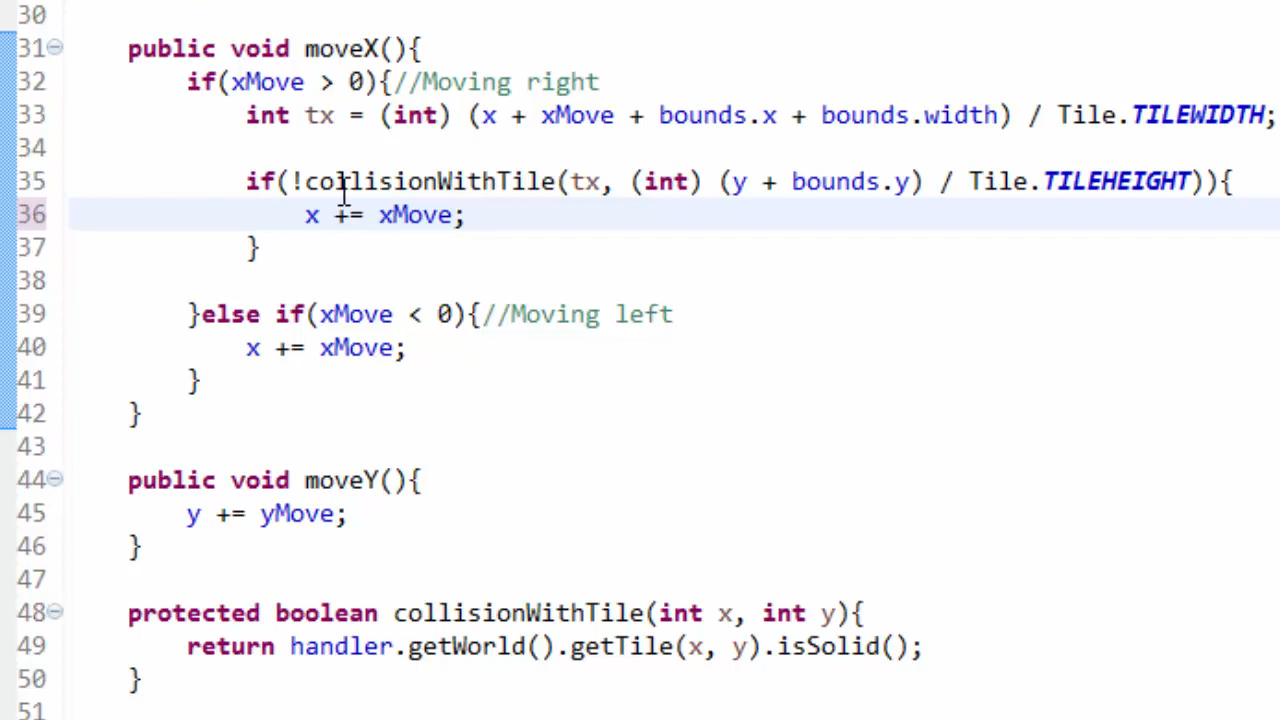 30
31 public void moveX(){
32 if(xMove > 0){//Moving right
33 int tx = (int) (x + xMove + bounds.x + bounds.width) / Tile.TILEWIDTH;
34
35 if(!collisionWithTile(tx, (int) (y + bounds.y) / Tile.TILEHEIGHT)){
36 x += xMove;
37 }
38
39 }else if(xMove < 0){//Moving left
40 x += xMove;
41 }
42 }
43
44 public void moveY(){
45 y += yMove;
46 }
47
48 protected boolean collisionWithTile(int x, int y){
49 return handler.getWorld().getTile(x, y).isSolid();
50 }
51